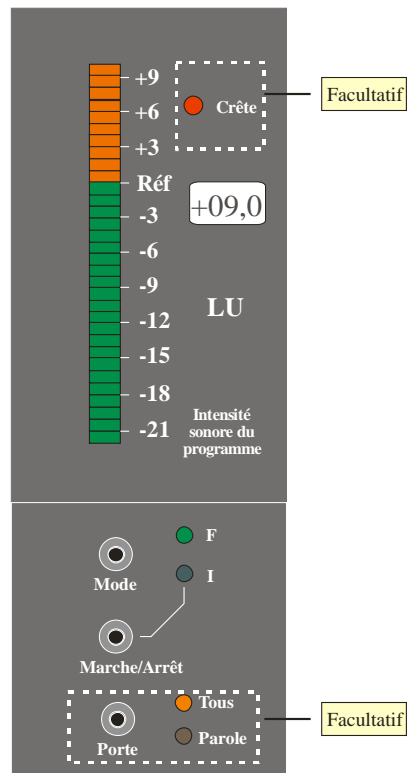 +9
Crête
Facultatif
+6
+3
Réf
+09,0
-3
-6
-9
LU
-12
-15
-18
Intensité
sonore du
programme
-21
F
I
Mode
Marche/Arrêt
Tous
Facultatif
Porte
Parole